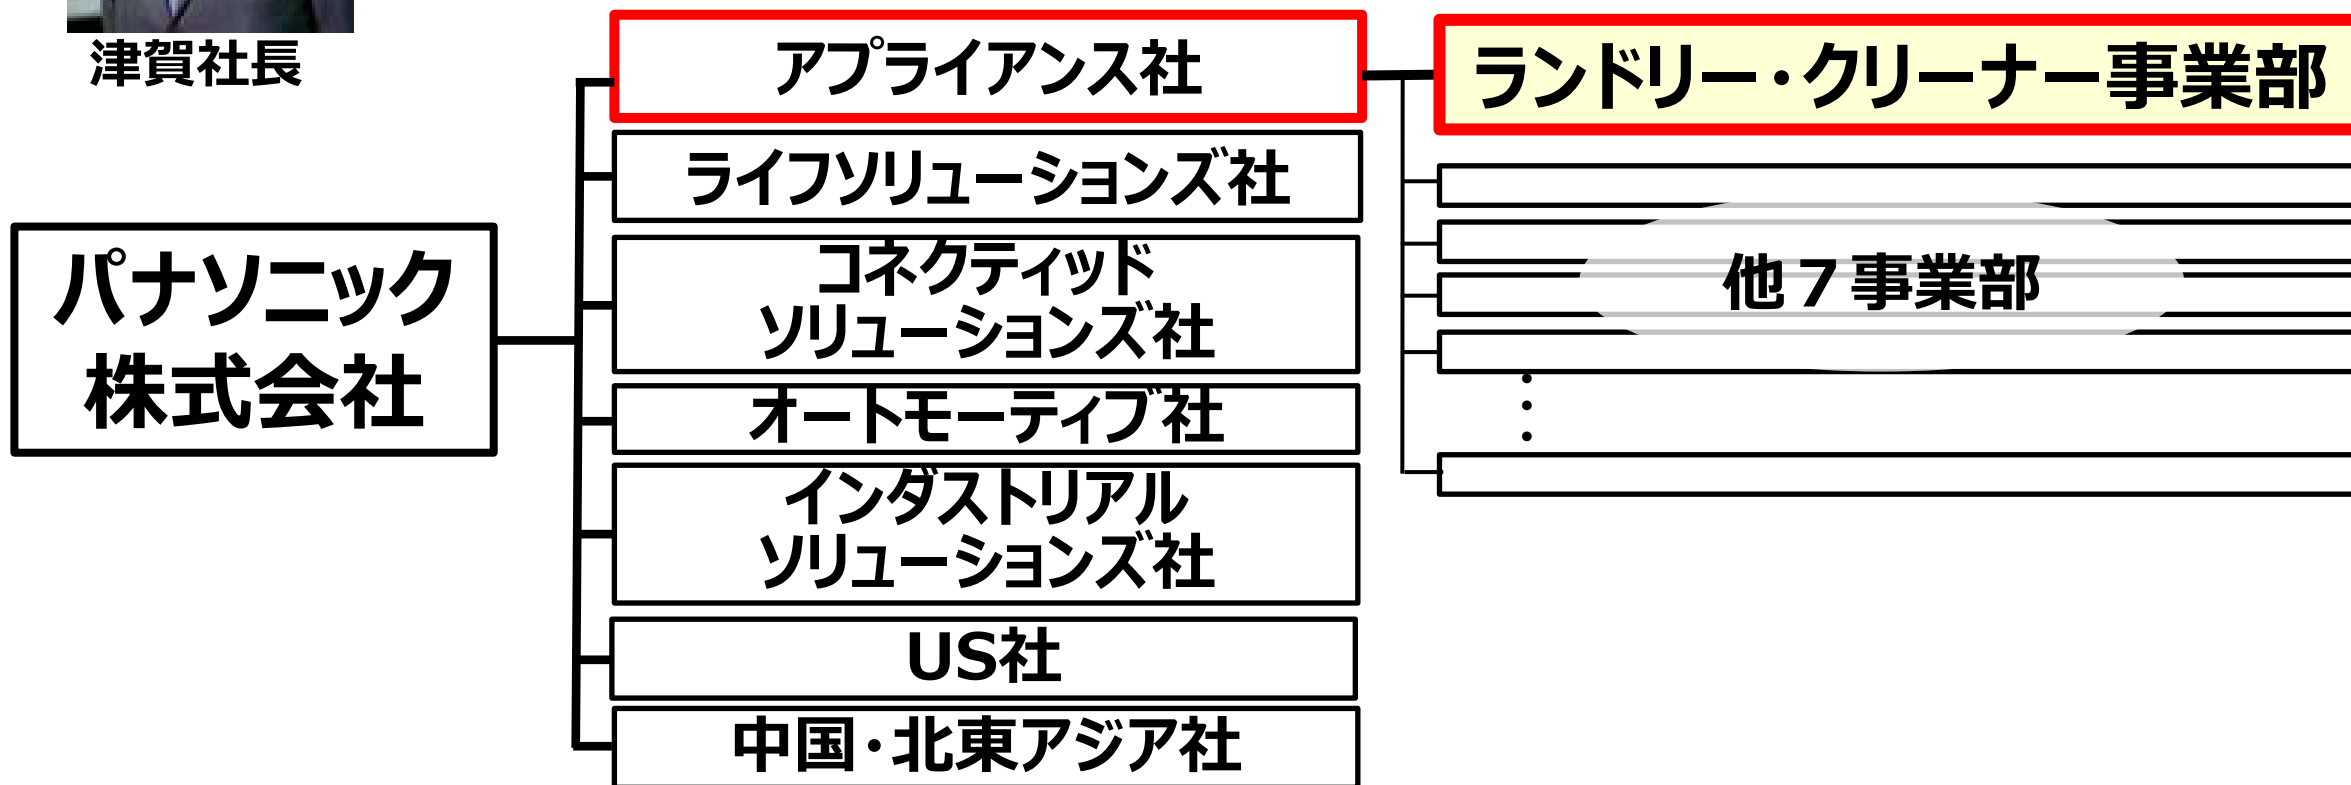 津賀社長
パナソニック
株式会社
アプライアンス社
ライフソリューションズ社
コネクティッド
ソリューションズ社
オートモーティブ社
インダストリアル
ソリューションズ社
US社
中国・北東アジア社
ランドリー・クリーナー事業部
他7事業部